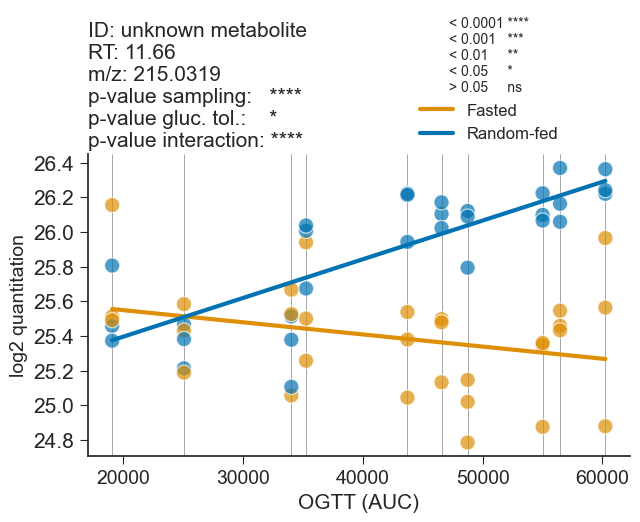 ID: unknown metabolite
RT: 11.66
m/z: 215.0319
p-value sampling: ****
p-value gluc. tol.: *
p-value interaction: ****
< 0.0001 ****
< 0.001 ***
< 0.01 **
< 0.05 *
> 0.05 ns
Fasted
Random-fed
26.4
26.2
26.0
25.8
25.6
25.4
25.2
25.0
24.8
log2 quantitation
20000 30000 40000 50000 60000
OGTT (AUC)